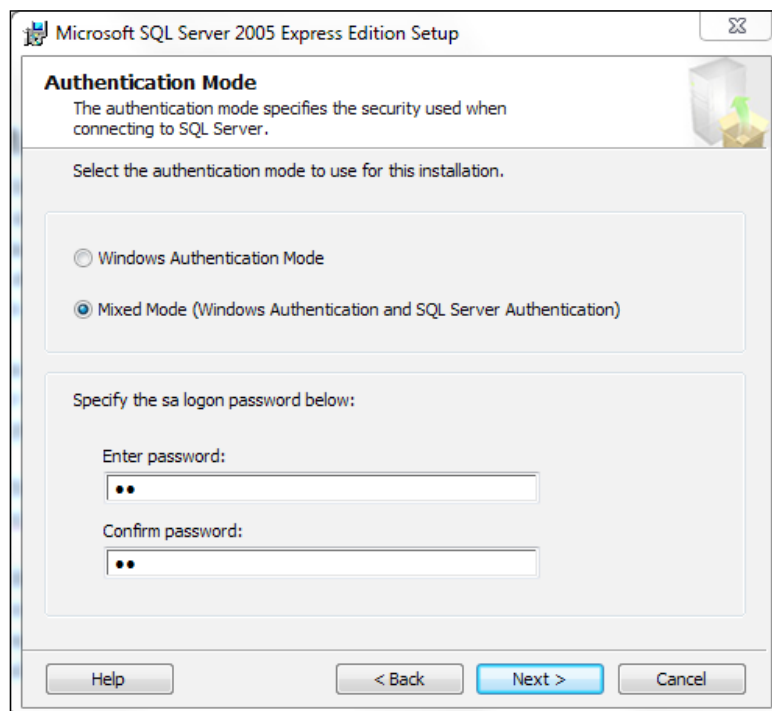 Microsoft SQL Server 2005 Express Edition Setup
Authentication Mode
The authentication mode specifies the security used when
connecting to SQL Server.
Select the authentication mode to use for this installation.
Windows Authentication Mode
Mixed Mode (Windows Authentication and SQL Server Authentication)
Specify the sa logon password below:
Enter password:
••
Confirm password:
••
Help
< Back
Next >
Cancel